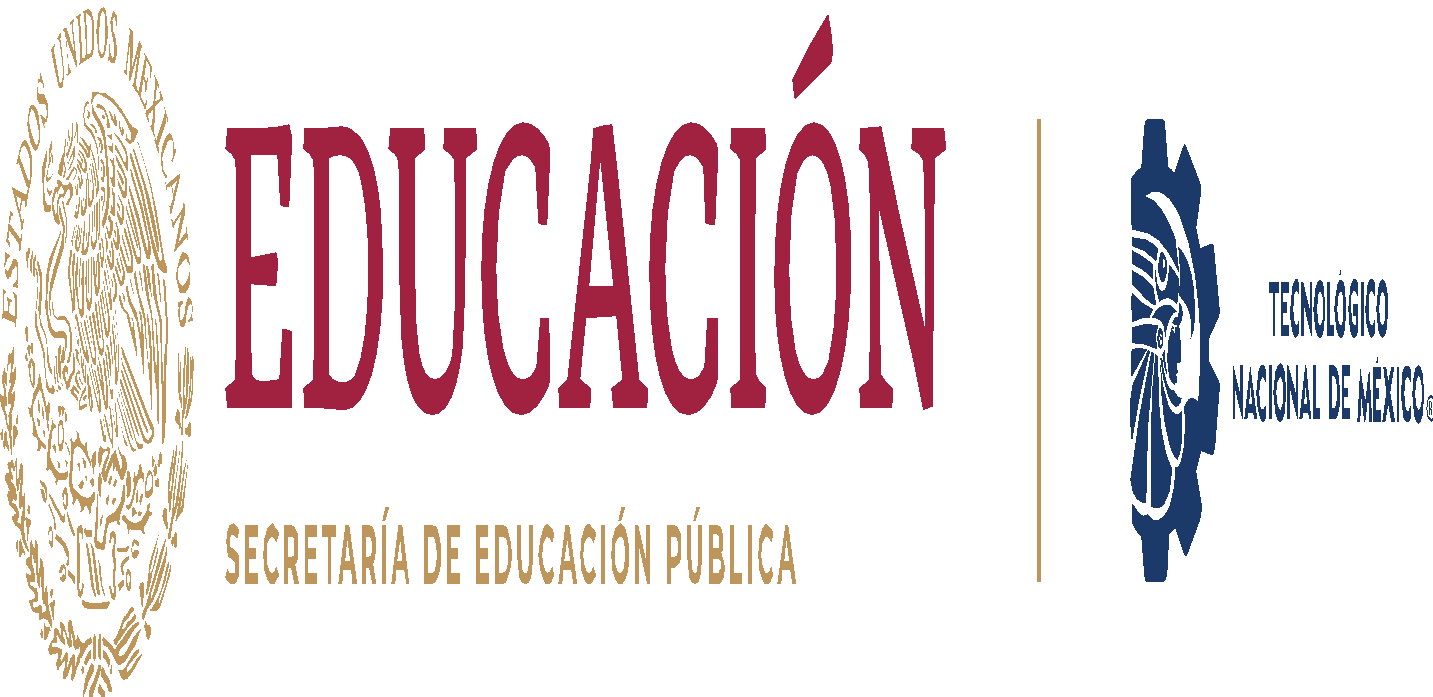 ESTADOS UNIDOS MEXICANOS
EDUCACIÓN
SECRETARÍA DE EDUCACIÓN PÚBLICA
TECNOLÓGICO
NACIONAL DE MÉXICO®